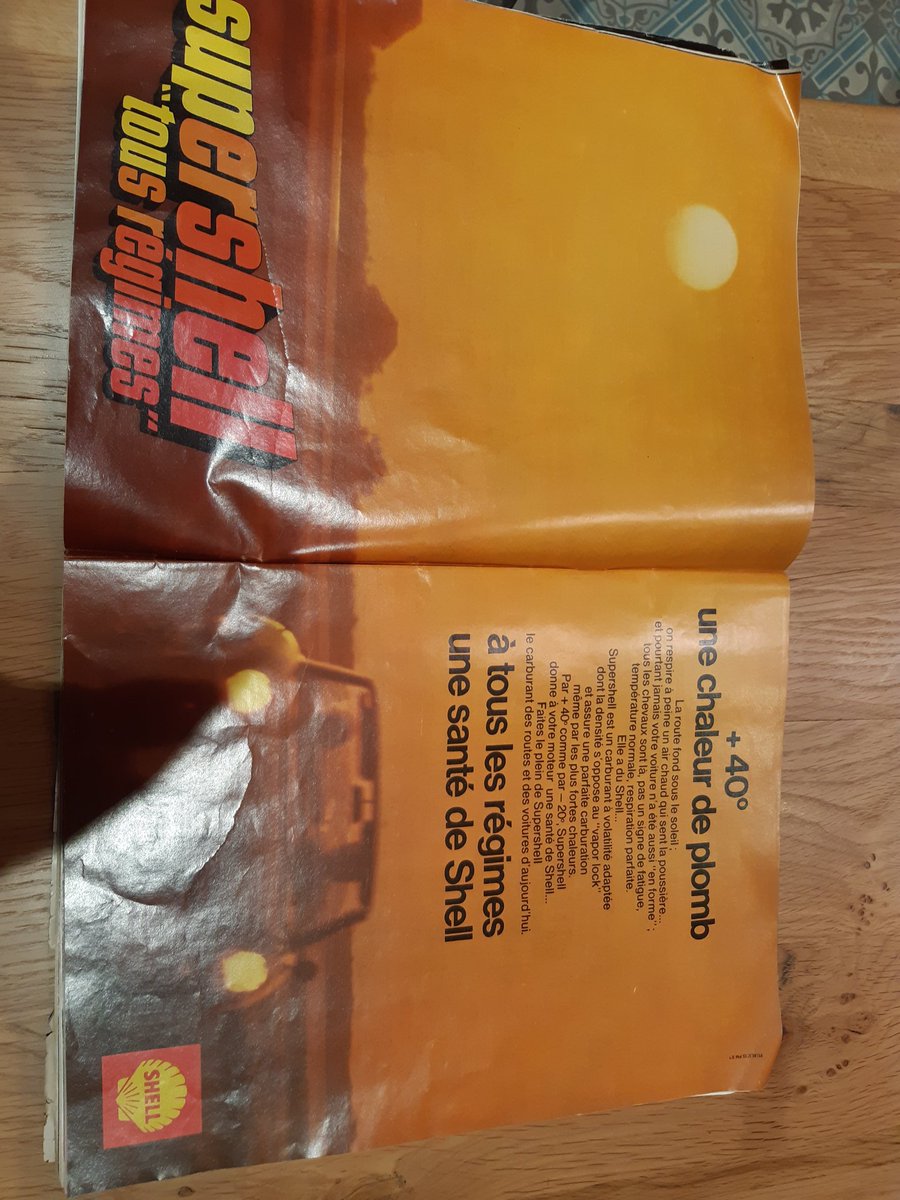 supershell
"tous régimes"
+ 40°
une chaleur de plomb
La route fond sous le soleil :
on respire à peine un air chaud qui sent la poussière...
et pourtant jamais votre voiture n'a été aussi "en forme" :
tous les chevaux sont là, pas un signe de fatigue,
température normale, respiration parfaite.
Elle a du Shell...
Supershell est un carburant à volatilité adaptée
dont la densité s'oppose au "vapor lock"
et assure une parfaite carburation
même par les plus fortes chaleurs.
Par + 40° comme par – 20°, Supershell
donne à votre moteur une santé de Shell...
Faites le plein de Supershell
le carburant des routes et des voitures d'aujourd'hui.
à tous les régimes
une santé de Shell
SHELL